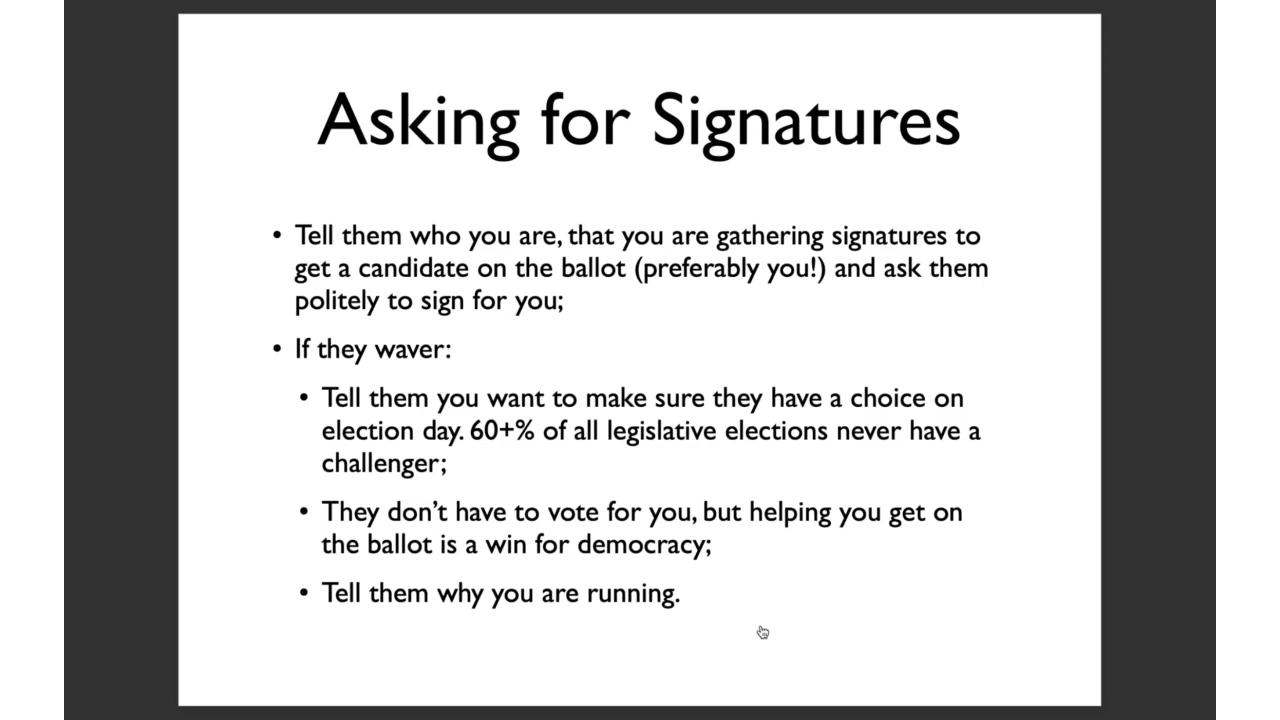 Asking for Signatures
• Tell them who you are, that you are gathering signatures to
get a candidate on the ballot (preferably you!) and ask them
politely to sign for you;
• If they waver:
• Tell them you want to make sure they have a choice on
election day. 60+% of all legislative elections never have a
challenger;
• They don’t have to vote for you, but helping you get on
the ballot is a win for democracy;
• Tell them why you are running.